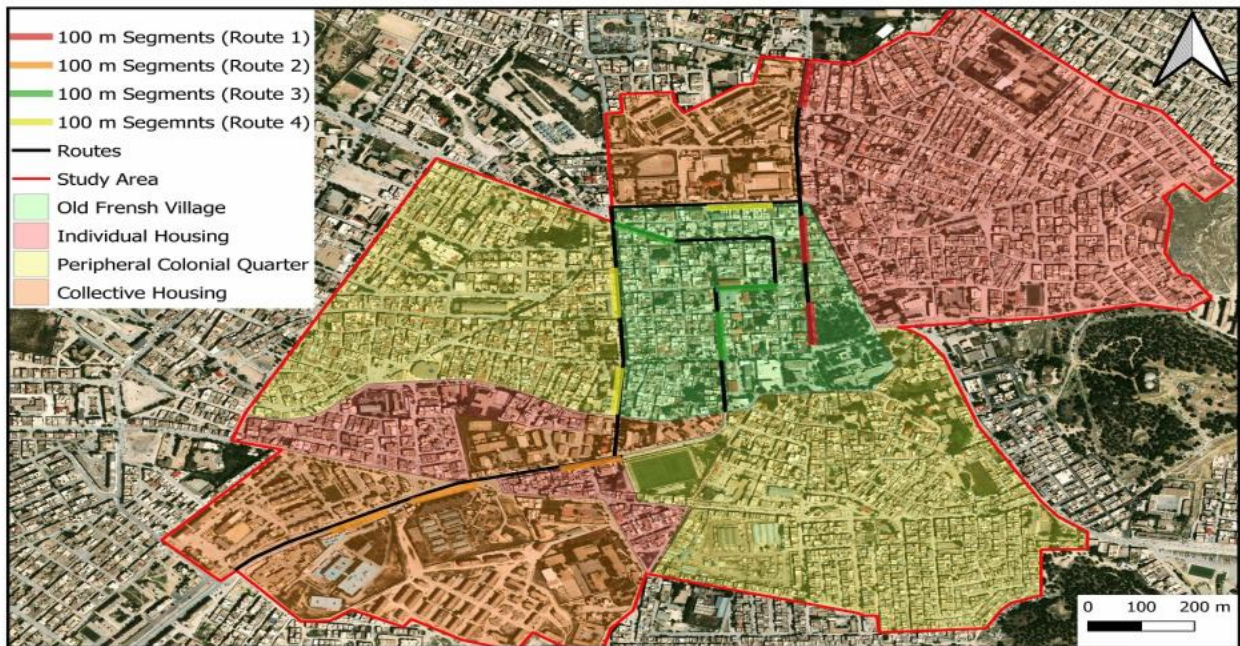 100 m Segments (Route 1)
100 m Segments (Route 2)
100 m Segments (Route 3)
100 m Segemnts (Route 4)
Routes
Study Area
Old Frensh Village
Individual Housing
Peripheral Colonial Quarter
Collective Housing
0 100 200 m